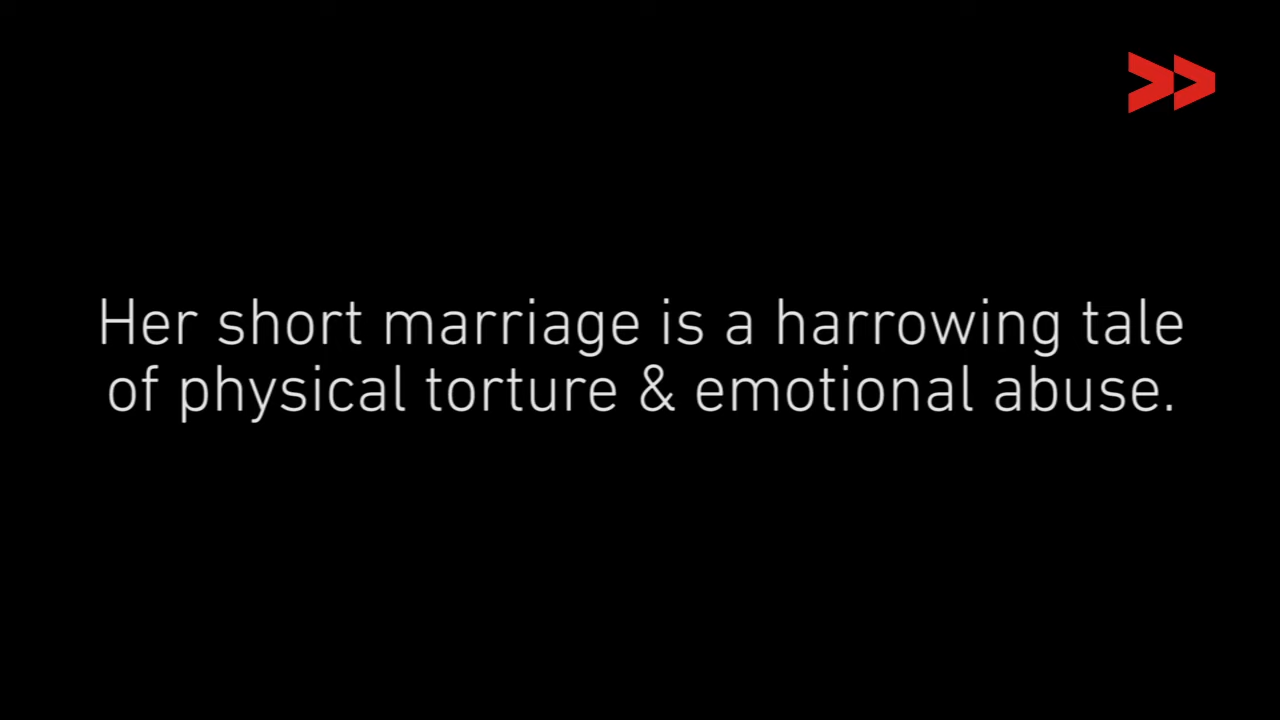 Her short marriage is a harrowing tale
of physical torture & emotional abuse.